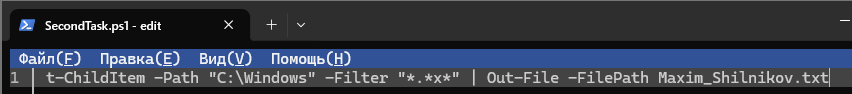 SecondTask.ps1 - edit
Файл(F) Правка(E) Вид(V) Помощь(H)
1 t-ChildItem -Path "C:\Windows" -Filter "*.*x*" | Out-File -FilePath Maxim_Shilnikov.txt